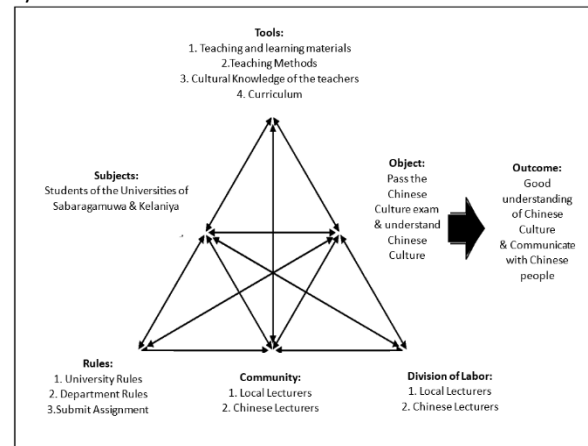 Tools:
1. Teaching and learning materials
2.Teaching Methods
3. Cultural Knowledge of the teachers
4. Curriculum
Subjects:
Students of the Universities of
Sabaragamuwa & Kelaniya
Object:
Pass the
Chinese
Culture exam
& understand
Chinese
Culture
Outcome:
Good
understanding
of Chinese
Culture
& Communicate
with Chinese
people
Rules:
1. University Rules
2. Department Rules
3.Submit Assignment
Community:
1. Local Lecturers
2. Chinese Lecturers
Division of Labor:
1. Local Lecturers
2. Chinese Lecturers